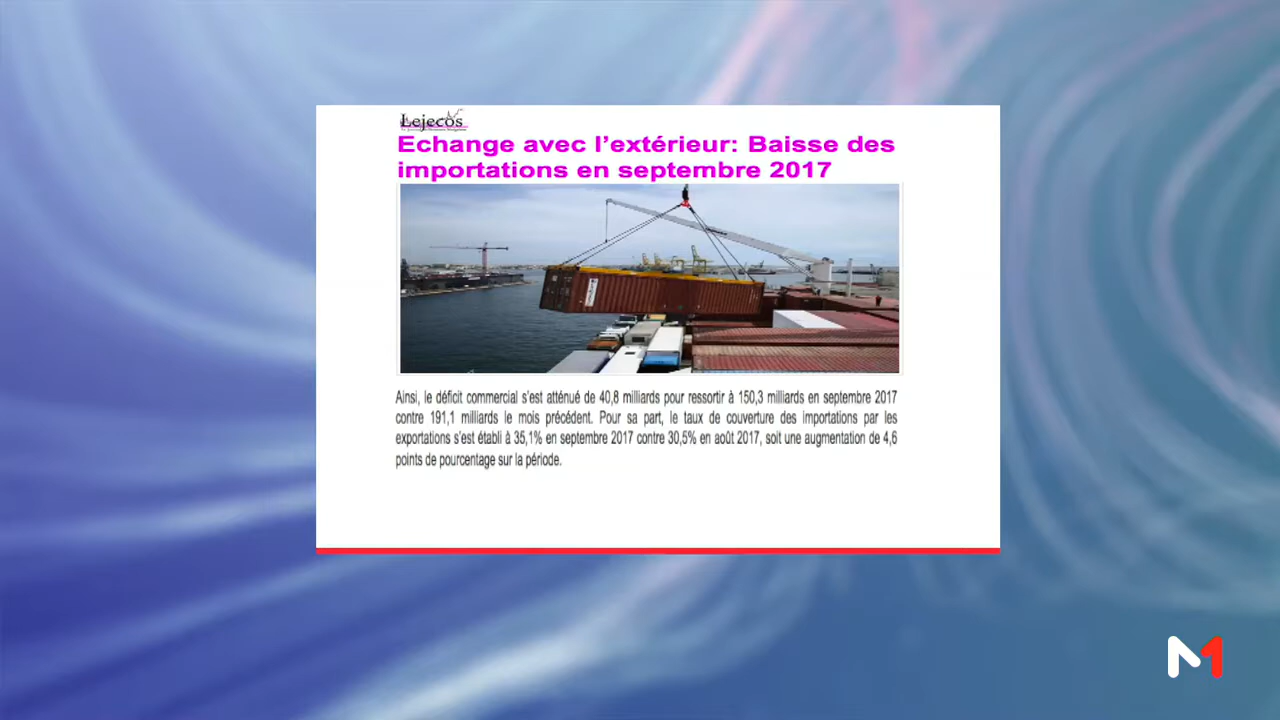 Lejecos
Echange avec l’extérieur: Baisse des
importations en septembre 2017
Ainsi, le déficit commercial s’est atténué de 40,8 milliards pour ressortir à 150,3 milliards en septembre 2017
contre 191,1 milliards le mois précédent. Pour sa part, le taux de couverture des importations par les
exportations s’est établi à 35,1% en septembre 2017 contre 30,5% en août 2017, soit une augmentation de 4,6
points de pourcentage sur la période.
M1